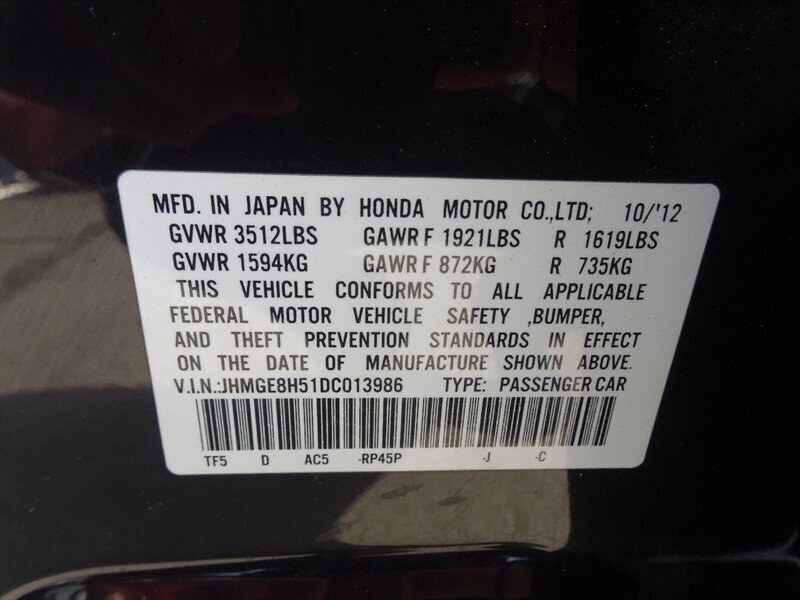 MFD. IN JAPAN BY HONDA MOTOR CO.,LTD; 10/'12
GVWR 3512LBS GAWR F 1921LBS R 1619LBS
GVWR 1594KG GAWR F 872KG R 735KG
THIS VEHICLE CONFORMS TO ALL APPLICABLE
FEDERAL MOTOR VEHICLE SAFETY ,BUMPER,
AND THEFT PREVENTION STANDARDS IN EFFECT
ON THE DATE OF MANUFACTURE SHOWN ABOVE.
V.I.N.:JHMGE8H51DC013986 TYPE: PASSENGER CAR
TF5 D AC5 -RP45P -J -C